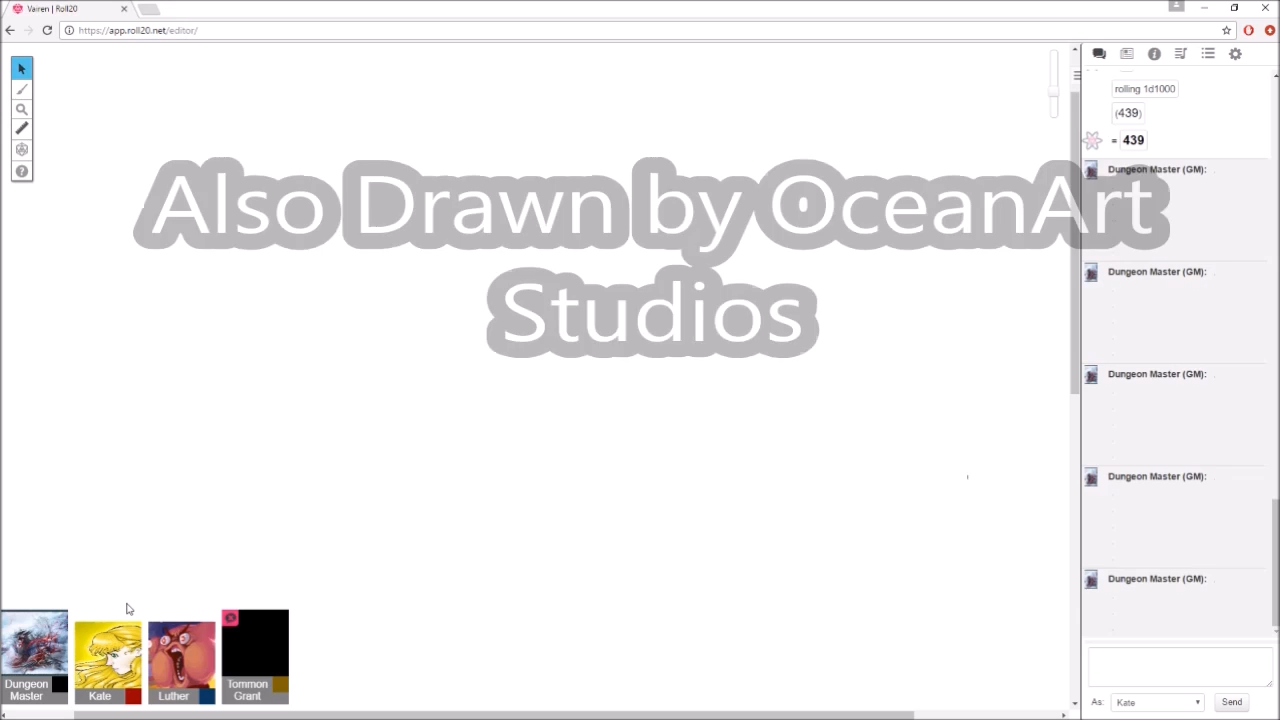 Vairen | Roll20
https://app.roll20.net/editor/
rolling 1d1000
(439)
= 439
Dungeon Master (GM):
Also Drawn by OceanArt
Studios
Dungeon Master (GM):
Dungeon Master (GM):
Dungeon Master (GM):
Dungeon Master (GM):
Dungeon
Master
Kate
Luther
Tommon
Grant
As:
Kate
Send